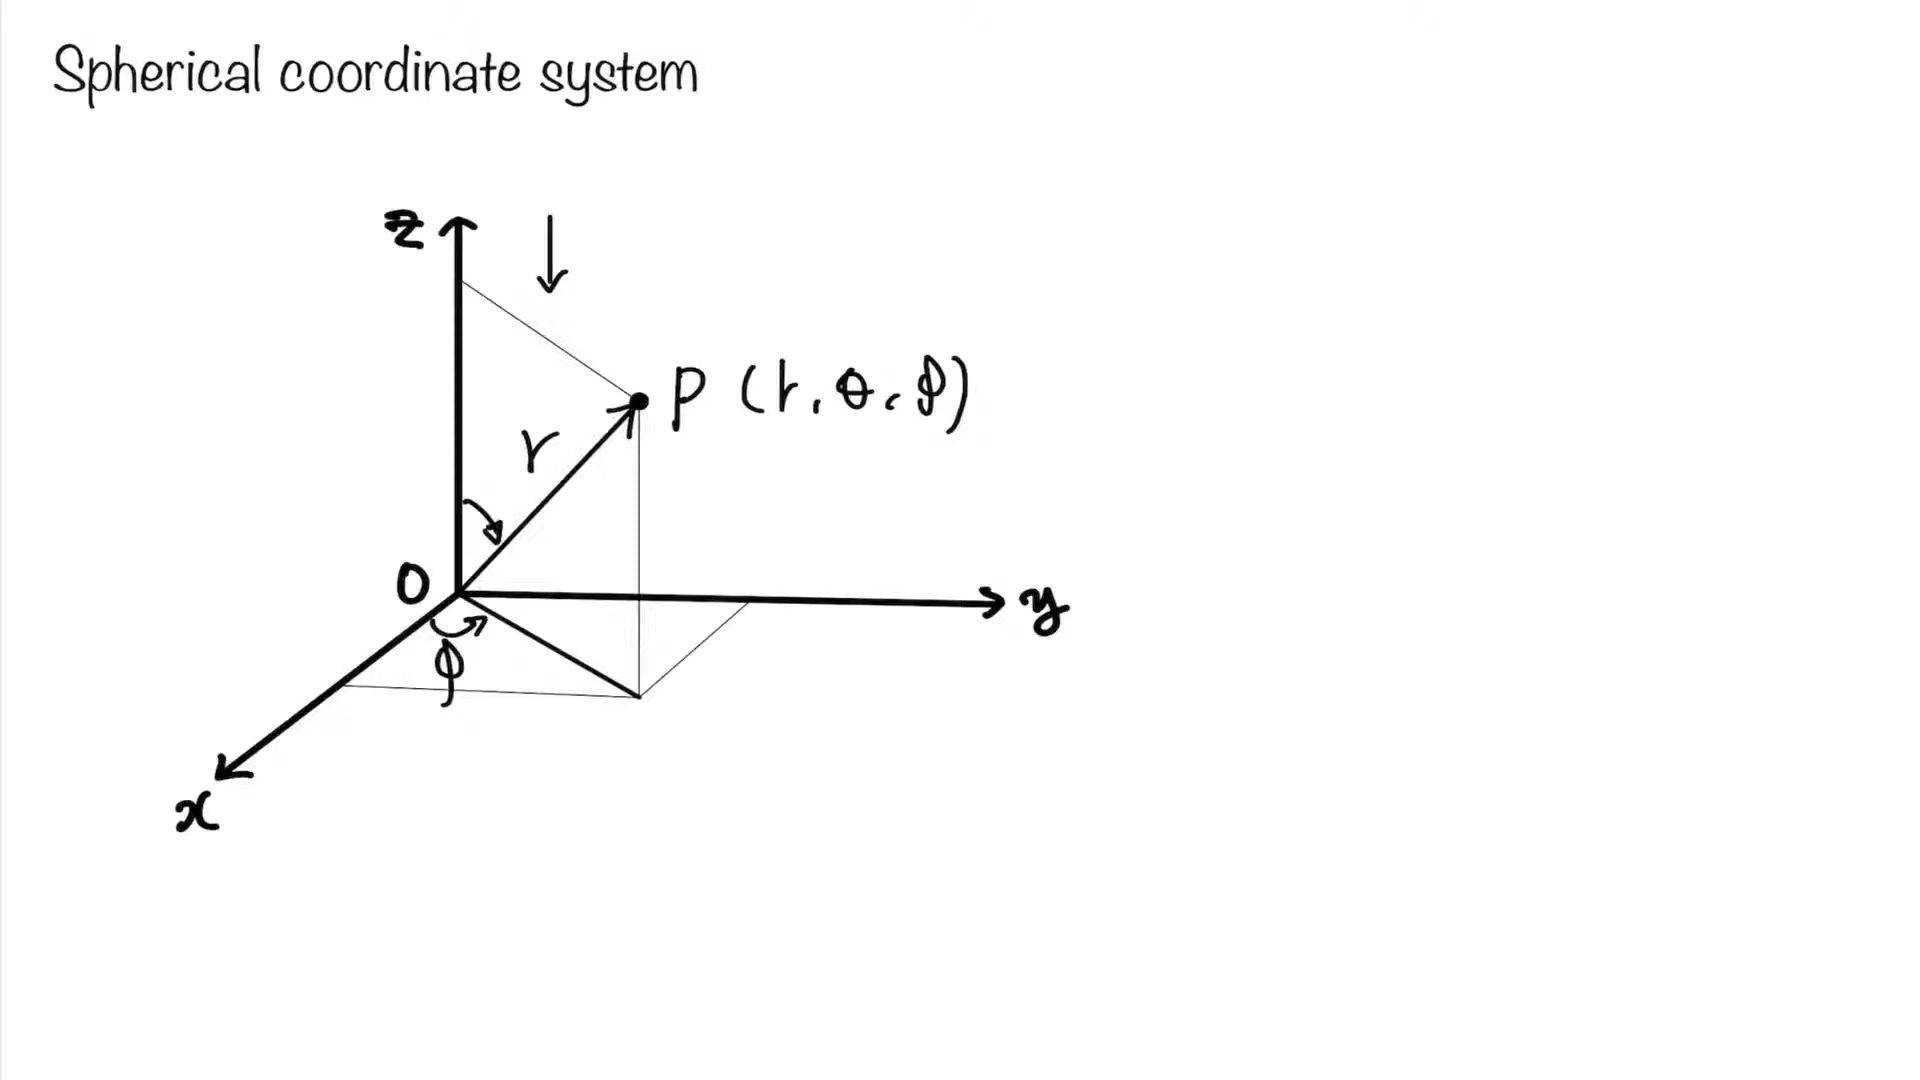 Spherical coordinate system
z
P (r, θ, φ)
r
O
y
φ
x